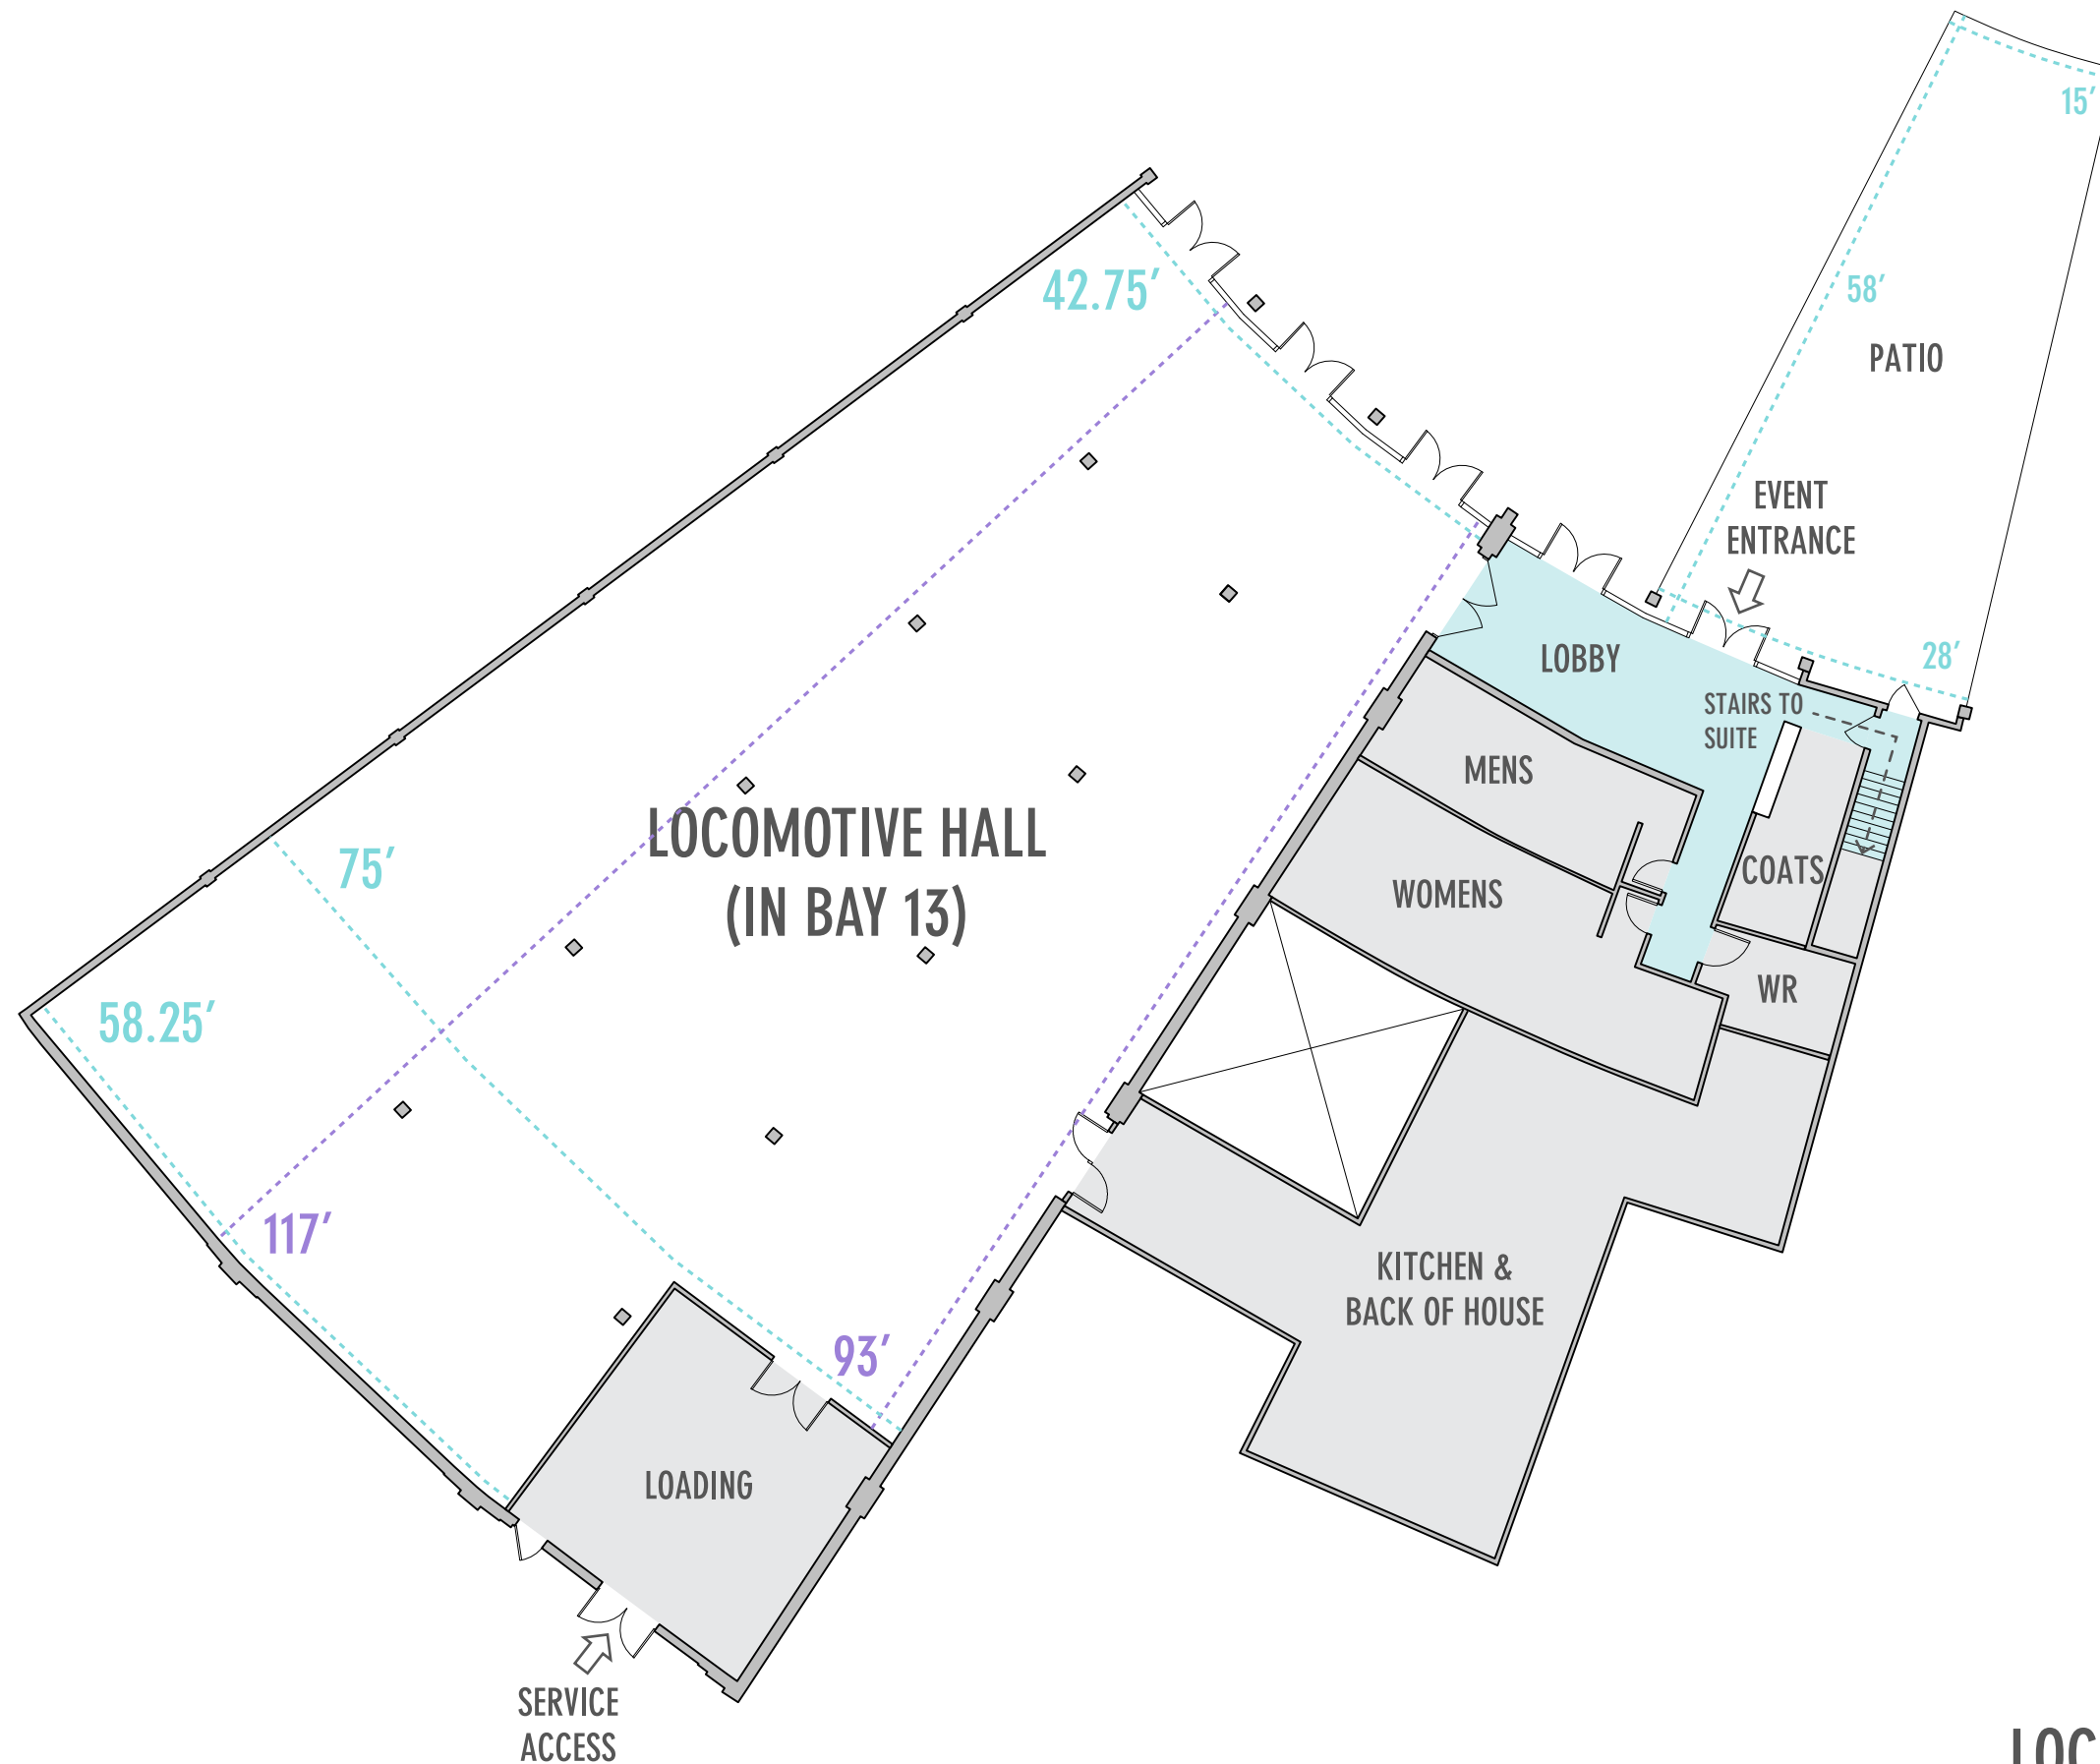 15′
42.75′
58′
PATIO
EVENT
ENTRANCE
LOBBY
28′
STAIRS TO
SUITE
MENS
75′
LOCOMOTIVE HALL
(IN BAY 13)
COATS
WOMENS
58.25′
WR
117′
KITCHEN &
BACK OF HOUSE
93′
LOADING
SERVICE
ACCESS
LOC